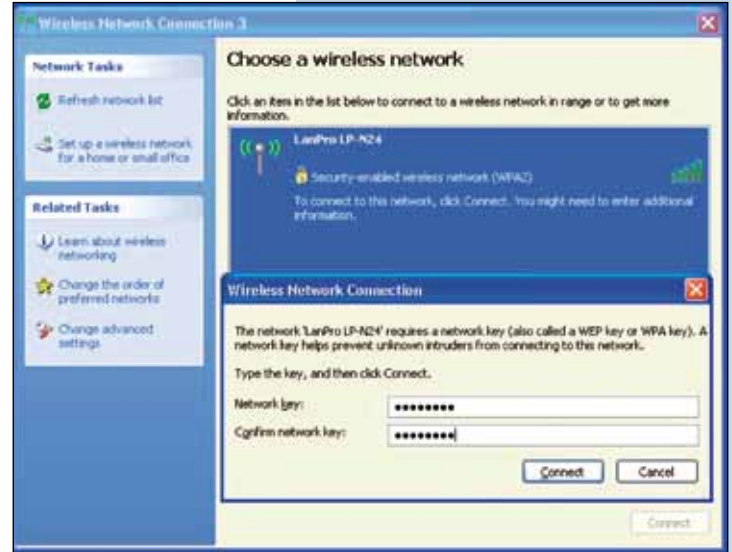 Wireless Network Connection 3
Network Tasks
Refresh network list
Set up a wireless network
for a home or small office
Related Tasks
Learn about wireless
networking
Change the order of
preferred networks
Change advanced
settings
Choose a wireless network
Click an item in the list below to connect to a wireless network in range or to get more
information.
LanPro LP-N24
Security-enabled wireless network (WPA2)
To connect to this network, click Connect. You might need to enter additional
information.
Wireless Network Connection
The network 'LanPro LP-N24' requires a network key (also called a WEP key or WPA key). A
network key helps prevent unknown intruders from connecting to this network.
Type the key, and then click Connect.
Network key: ••••••••
Confirm network key: ••••••••
Connect Cancel
Connect